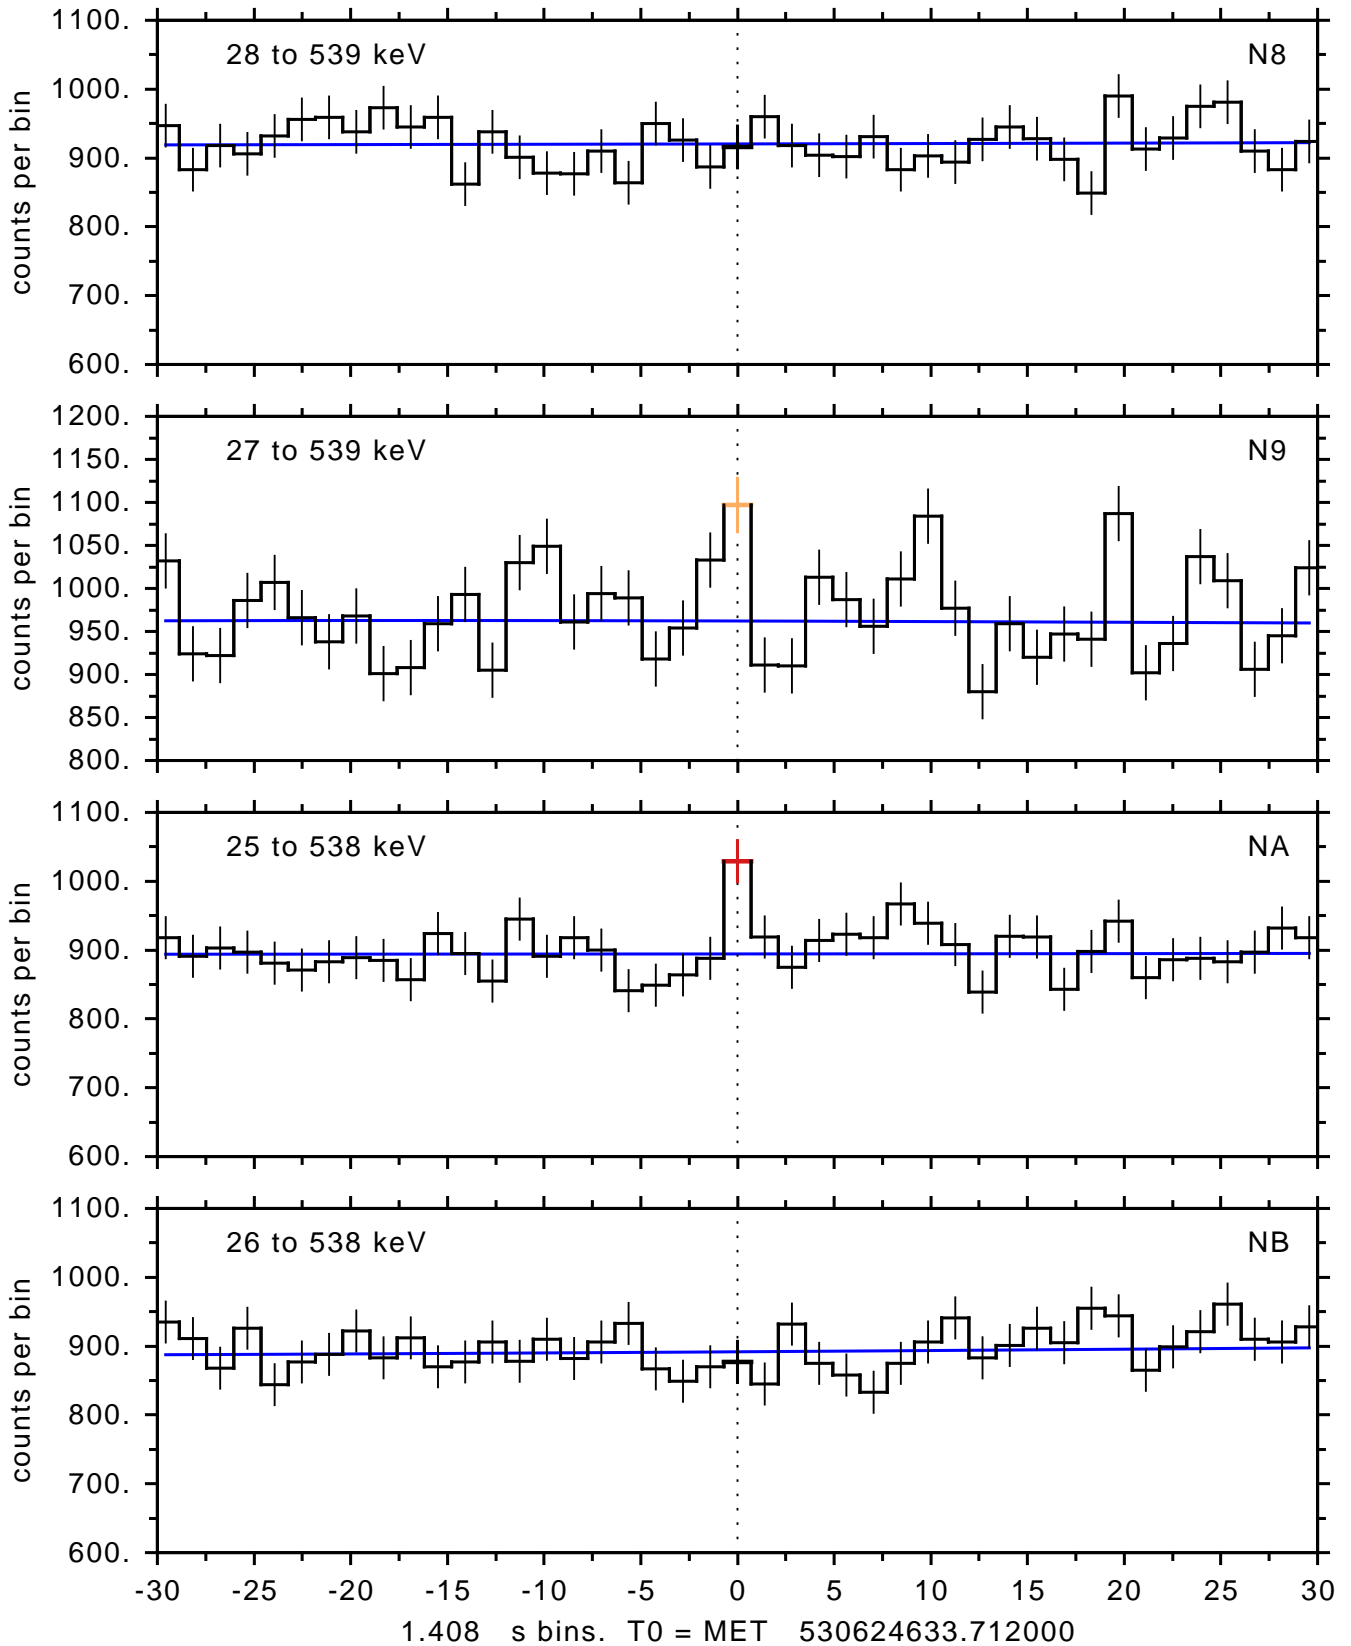 28 to 539 keV N8
1100.
1000.
900.
800.
700.
600.
counts per bin
27 to 539 keV N9
1200.
1150.
1100.
1050.
1000.
950.
900.
850.
800.
counts per bin
25 to 538 keV NA
1100.
1000.
900.
800.
700.
600.
counts per bin
26 to 538 keV NB
1100.
1000.
900.
800.
700.
600.
counts per bin
-30 -25 -20 -15 -10 -5 0 5 10 15 20 25 30
1.408 s bins. T0 = MET 530624633.712000